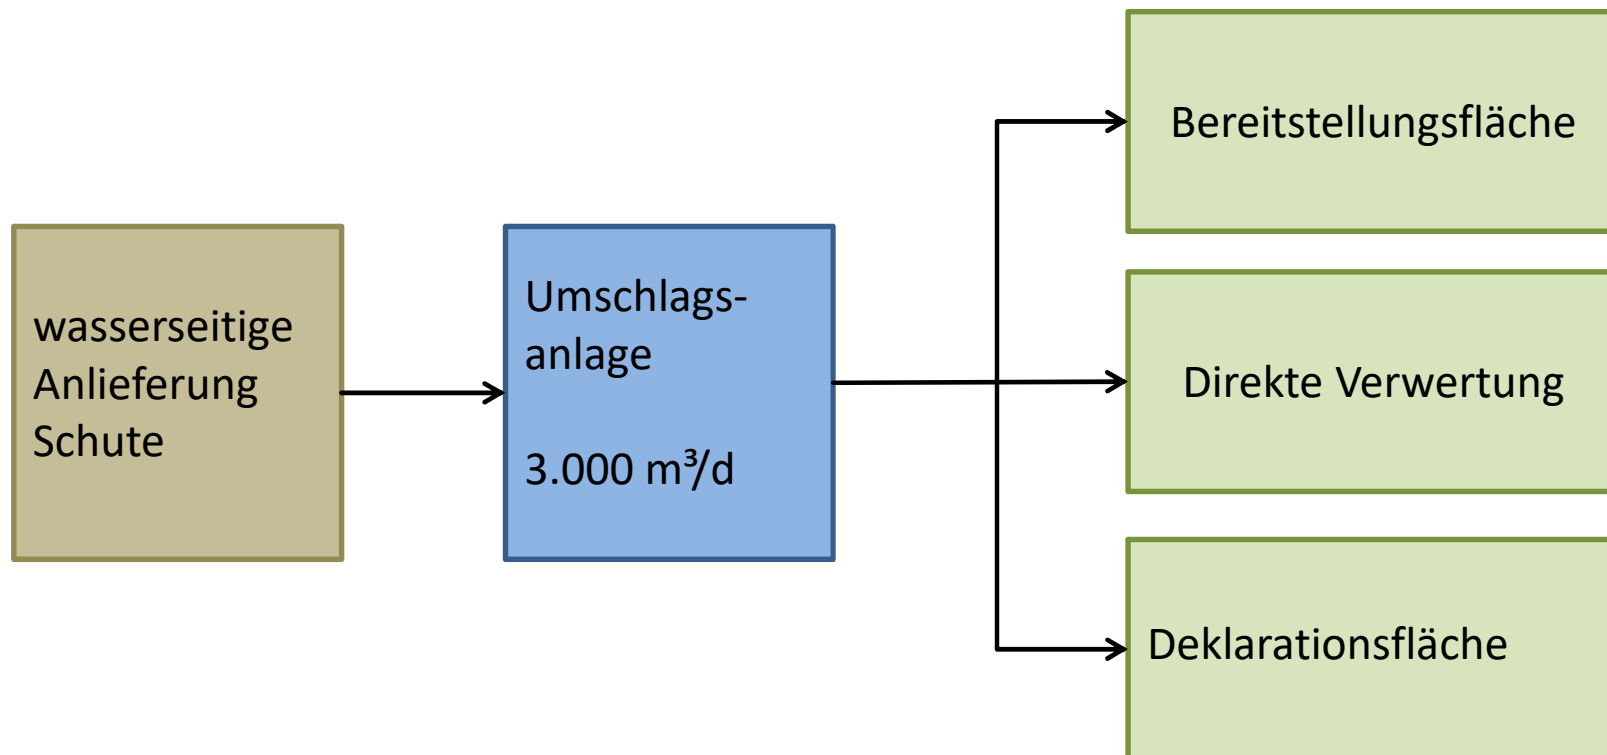 wasserseitige
Anlieferung
Schute
Umschlags-
anlage
3.000 m³/d
Bereitstellungsfläche
Direkte Verwertung
Deklarationsfläche